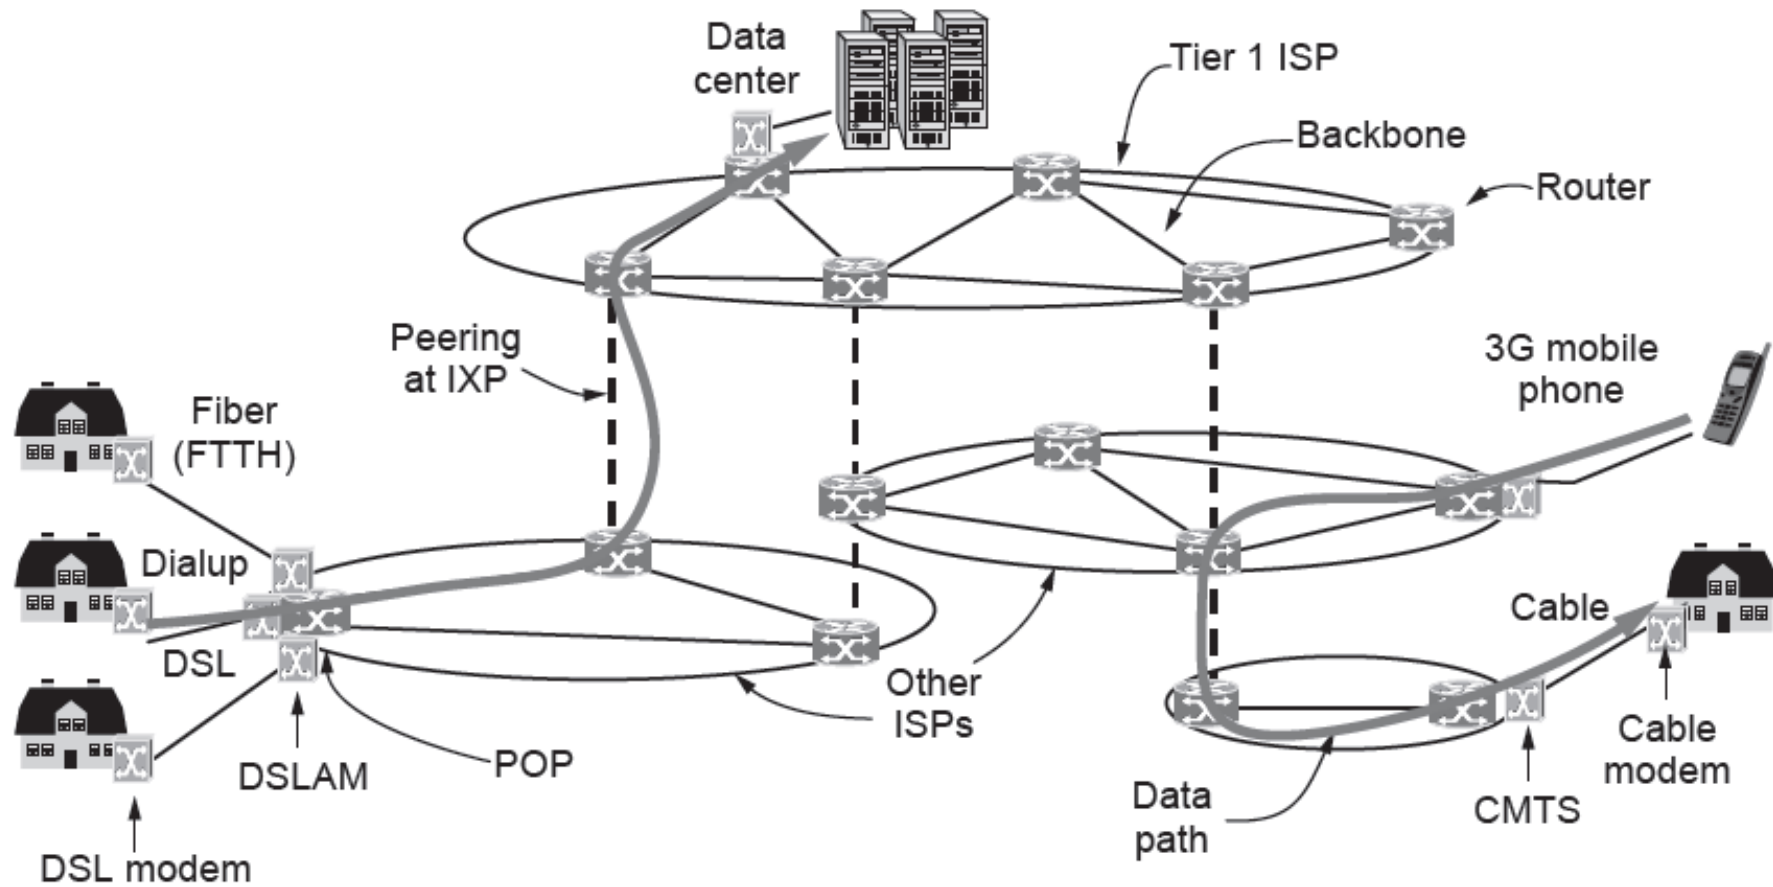 Data
center
Tier 1 ISP
Backbone
Router
Peering
at IXP
3G mobile
phone
Fiber
(FTTH)
Dialup
DSL
Other
ISPs
Cable
POP
DSLAM
DSL modem
Data
path
CMTS
Cable
modem